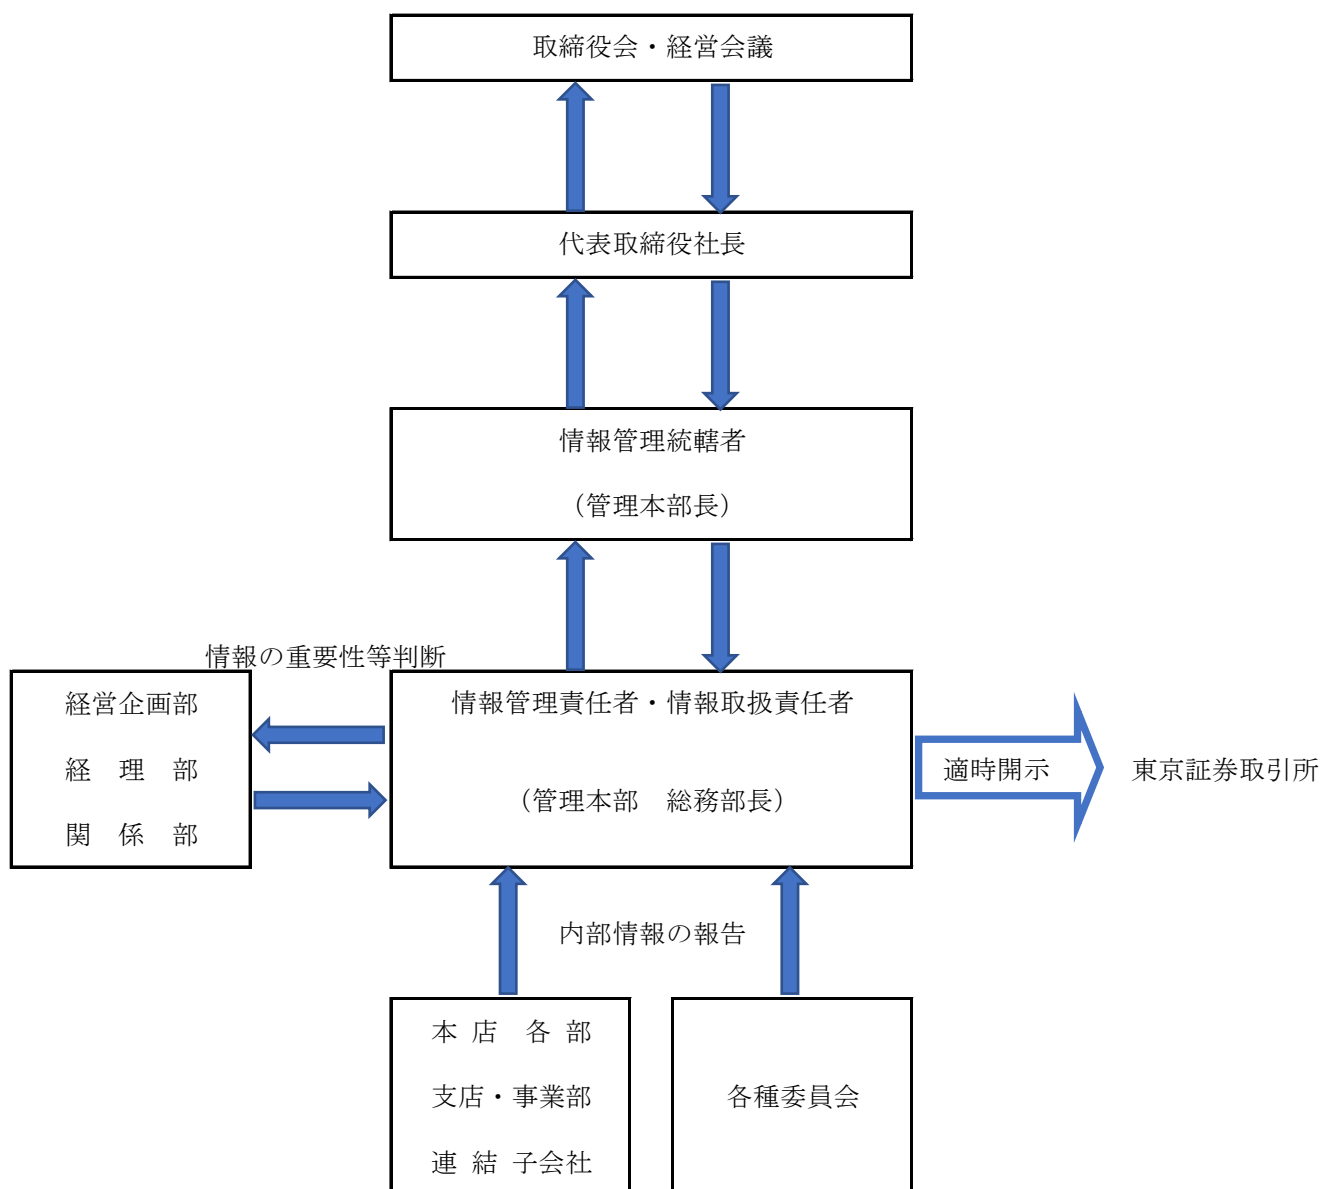 取締役会・経営会議
代表取締役社長
情報管理統轄者
（管理本部長）
情報の重要性等判断
経営企画部
経　理　部
関　係　部
情報管理責任者・情報取扱責任者
（管理本部　総務部長）
適時開示
東京証券取引所
内部情報の報告
本 店　各 部
支店・事業部
連 結 子会社
各種委員会